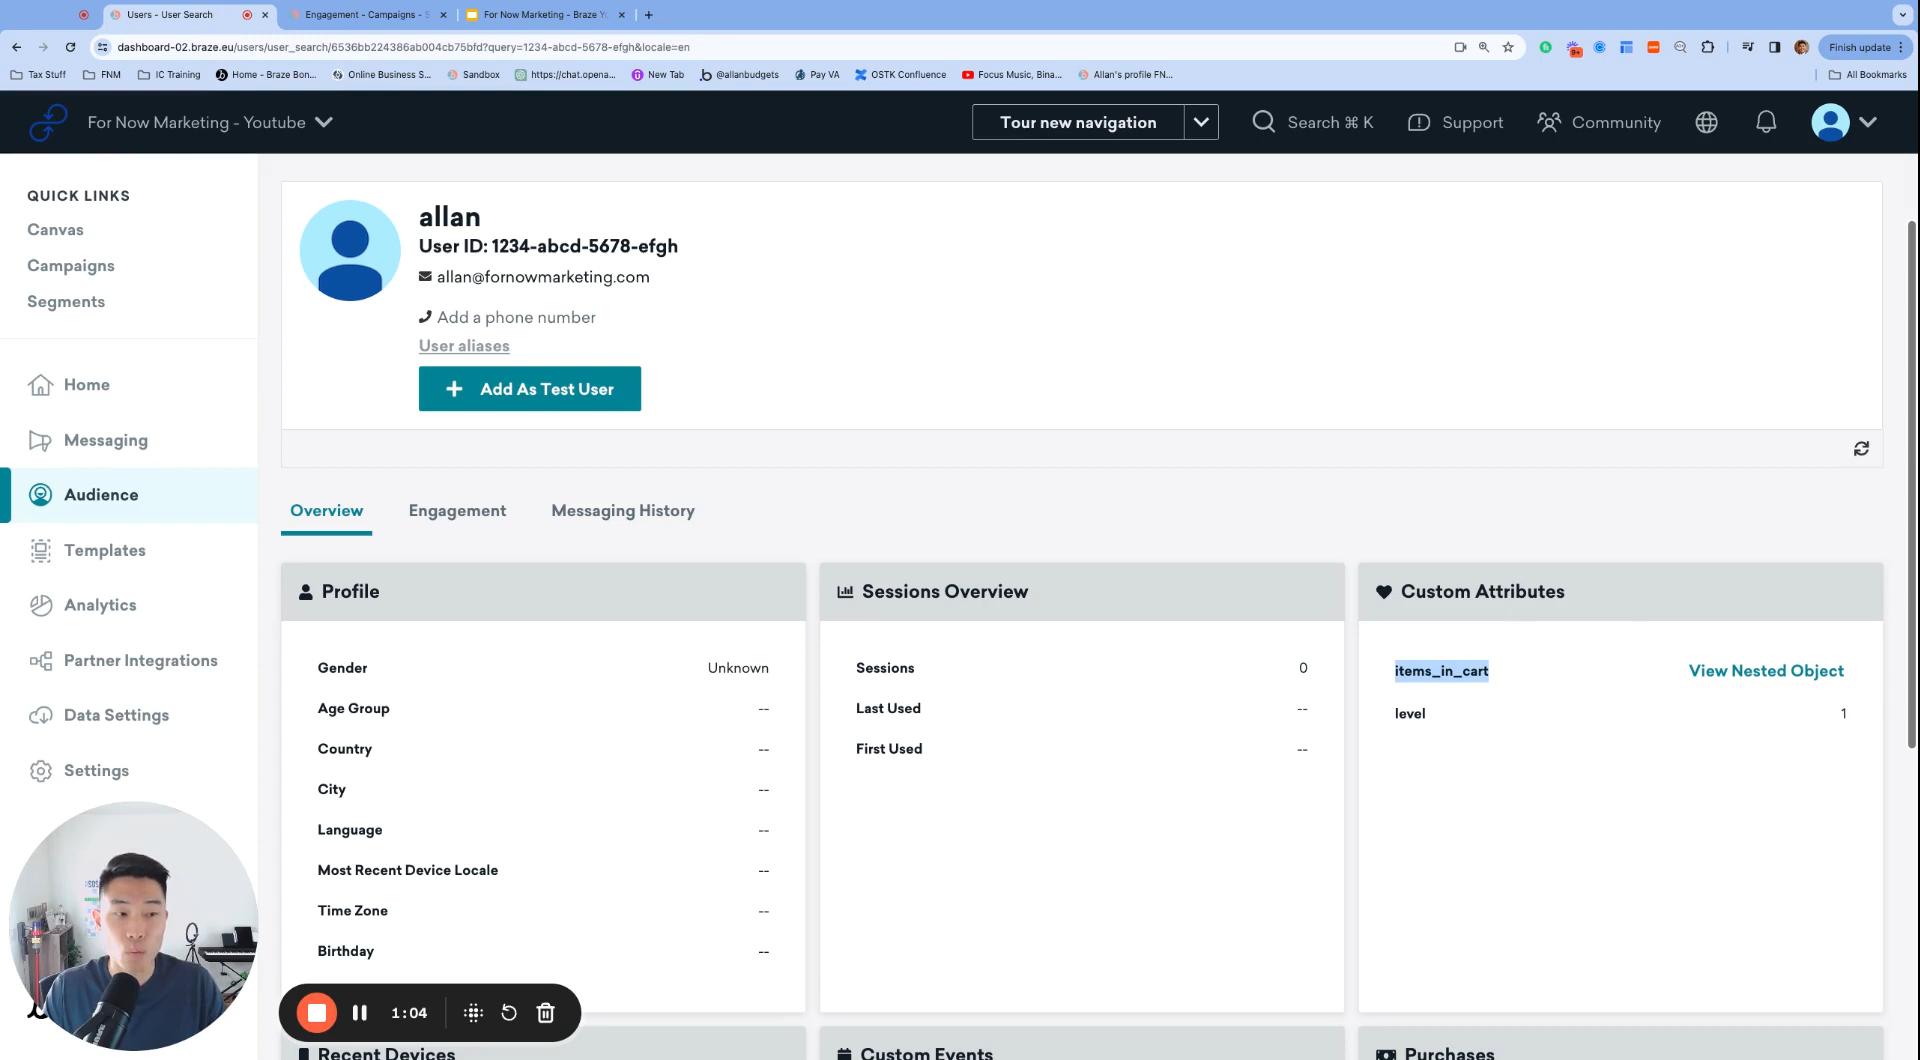 Users - User Search
Engagement - Campaigns - S
For Now Marketing - Braze Yo
dashboard-02.braze.eu/users/user_search/6536bb224386ab004cb75bfd?query=1234-abcd-5678-efgh&locale=en
Finish update
Tax Stuff
FNM
IC Training
Home - Braze Bon...
Online Business S...
Sandbox
https://chat.opena...
New Tab
@allanbudgets
Pay VA
OSTK Confluence
Focus Music, Bina...
Allan's profile FN...
All Bookmarks
For Now Marketing - Youtube
Tour new navigation
Search ⌘ K
Support
Community
QUICK LINKS
Canvas
Campaigns
Segments
Home
Messaging
Audience
Templates
Analytics
Partner Integrations
Data Settings
Settings
allan
User ID: 1234-abcd-5678-efgh
allan@fornowmarketing.com
Add a phone number
User aliases
+ Add As Test User
Overview
Engagement
Messaging History
Profile
Gender Unknown
Age Group --
Country --
City --
Language --
Most Recent Device Locale --
Time Zone --
Birthday --
Sessions Overview
Sessions 0
Last Used --
First Used --
Custom Attributes
items_in_cart View Nested Object
level 1
1:04
Recent Devices
Custom Events
Purchases